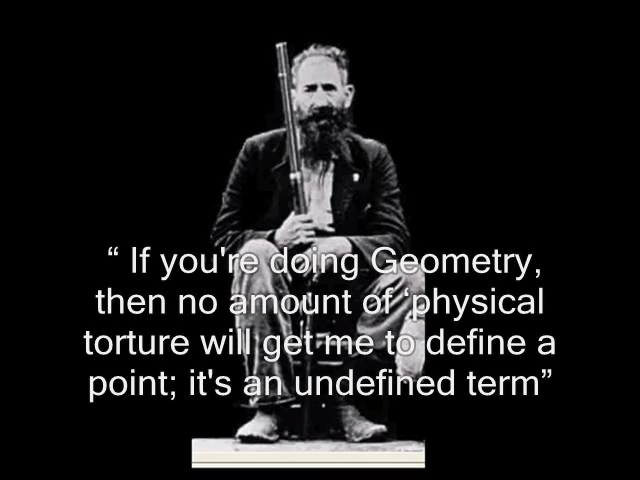 “ If you're doing Geometry,
then no amount of ‘physical
torture will get me to define a
point; it's an undefined term”